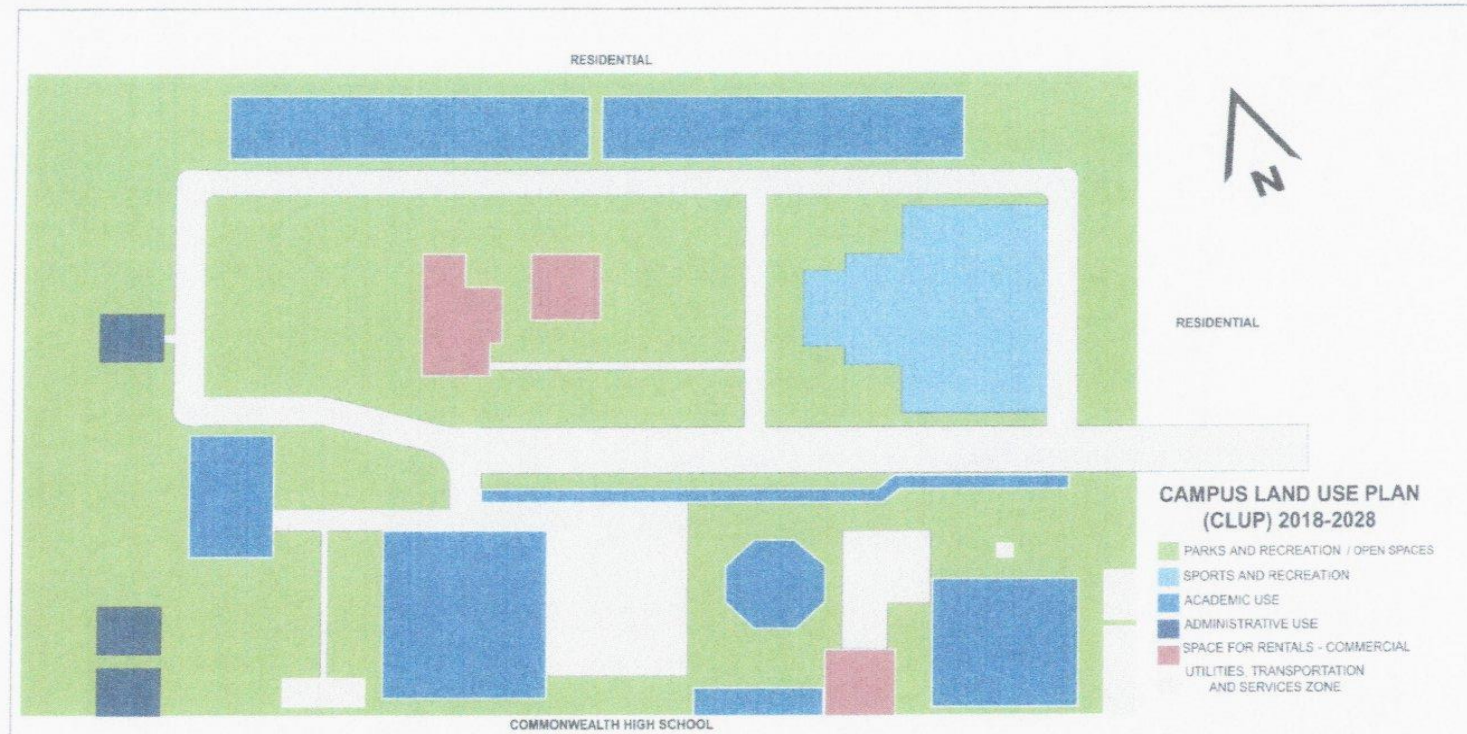 RESIDENTIAL
N
RESIDENTIAL
CAMPUS LAND USE PLAN
(CLUP) 2018-2028
PARKS AND RECREATION / OPEN SPACES
SPORTS AND RECREATION
ACADEMIC USE
ADMINISTRATIVE USE
SPACE FOR RENTALS - COMMERCIAL
UTILITIES, TRANSPORTATION
AND SERVICES ZONE
COMMONWEALTH HIGH SCHOOL